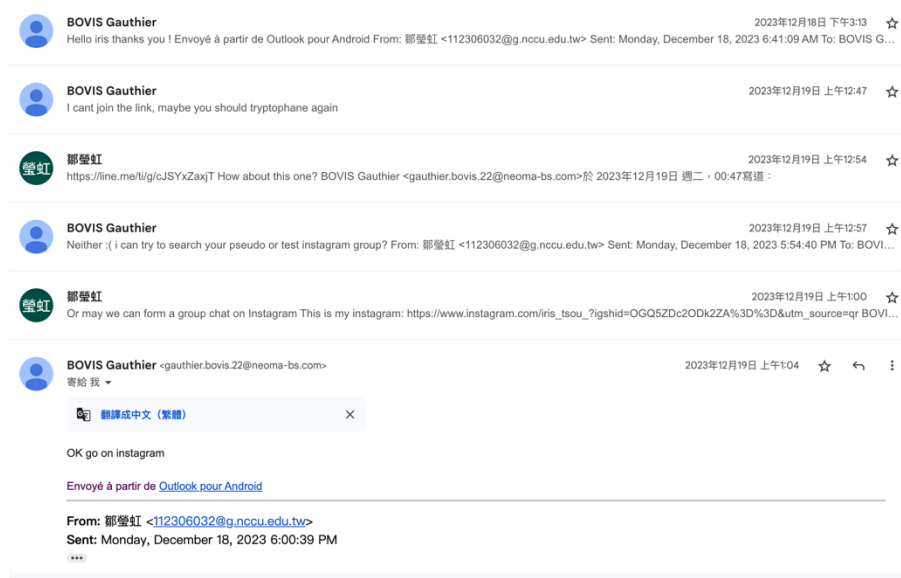 BOVIS Gauthier 2023年12月18日 下午3:13
Hello iris thanks you ! Envoyé à partir de Outlook pour Android From: 鄒瑩虹 <112306032@g.nccu.edu.tw> Sent: Monday, December 18, 2023 6:41:09 AM To: BOVIS G...
BOVIS Gauthier 2023年12月19日 上午12:47
I cant join the link, maybe you should tryptophane again
瑩虹
鄒瑩虹 2023年12月19日 上午12:54
https://line.me/ti/g/cJSYxZaxjT How about this one? BOVIS Gauthier <gauthier.bovis.22@neoma-bs.com>於 2023年12月19日 週二，00:47寫道：
BOVIS Gauthier 2023年12月19日 上午12:57
Neither :( i can try to search your pseudo or test instagram group? From: 鄒瑩虹 <112306032@g.nccu.edu.tw> Sent: Monday, December 18, 2023 5:54:40 PM To: BOVI...
瑩虹
鄒瑩虹 2023年12月19日 上午1:00
Or may we can form a group chat on Instagram This is my instagram: https://www.instagram.com/iris_tsou_?igshid=OGQ5ZDc2ODk2ZA%3D%3D&utm_source=qr BOVI...
BOVIS Gauthier <gauthier.bovis.22@neoma-bs.com> 2023年12月19日 上午1:04
寄給 我
翻譯成中文（繁體）
OK go on instagram
Envoyé à partir de Outlook pour Android
From: 鄒瑩虹 <112306032@g.nccu.edu.tw>
Sent: Monday, December 18, 2023 6:00:39 PM